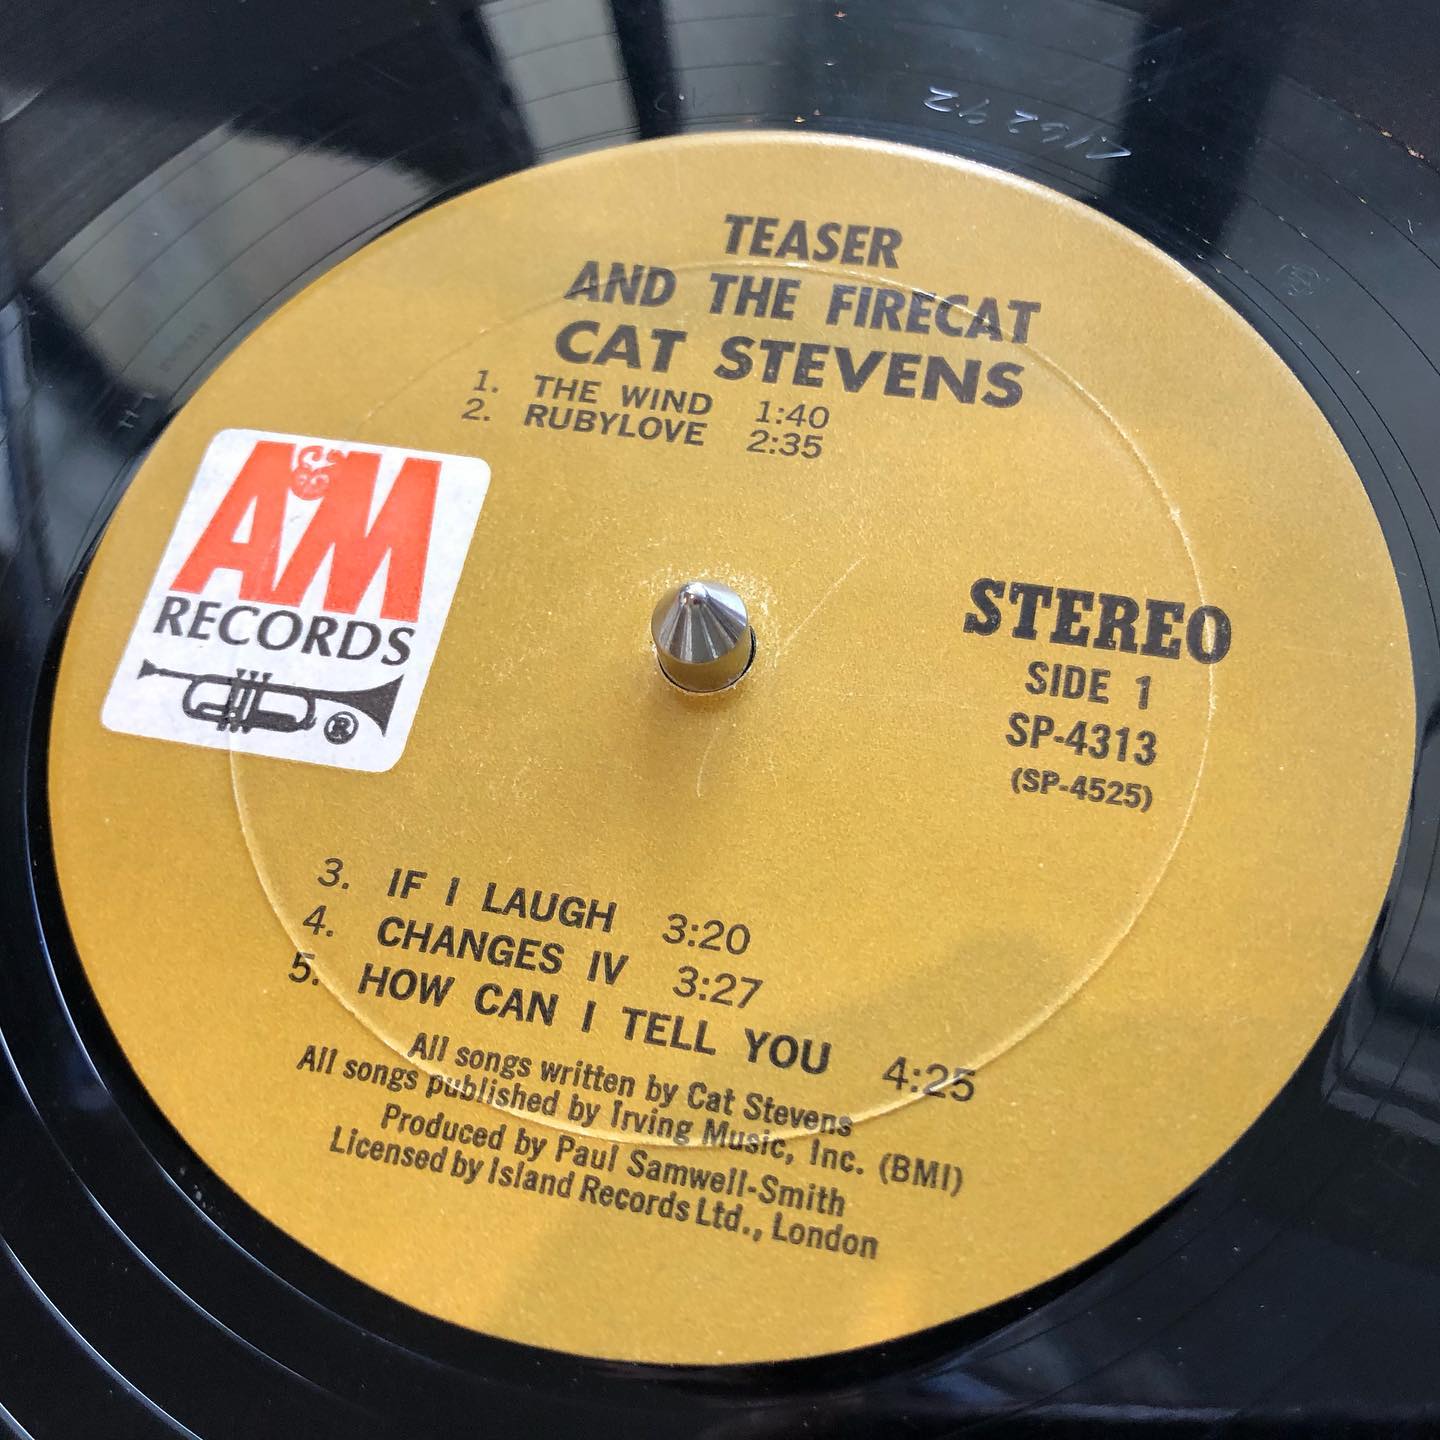 TEASER
AND THE FIRECAT
CAT STEVENS
1. THE WIND 1:40
2. RUBYLOVE 2:35
A&M
RECORDS
®
STEREO
SIDE 1
SP-4313
(SP-4525)
3. IF I LAUGH 3:20
4. CHANGES IV 3:27
5. HOW CAN I TELL YOU 4:25
All songs written by Cat Stevens
All songs published by Irving Music, Inc. (BMI)
Produced by Paul Samwell-Smith
Licensed by Island Records Ltd., London